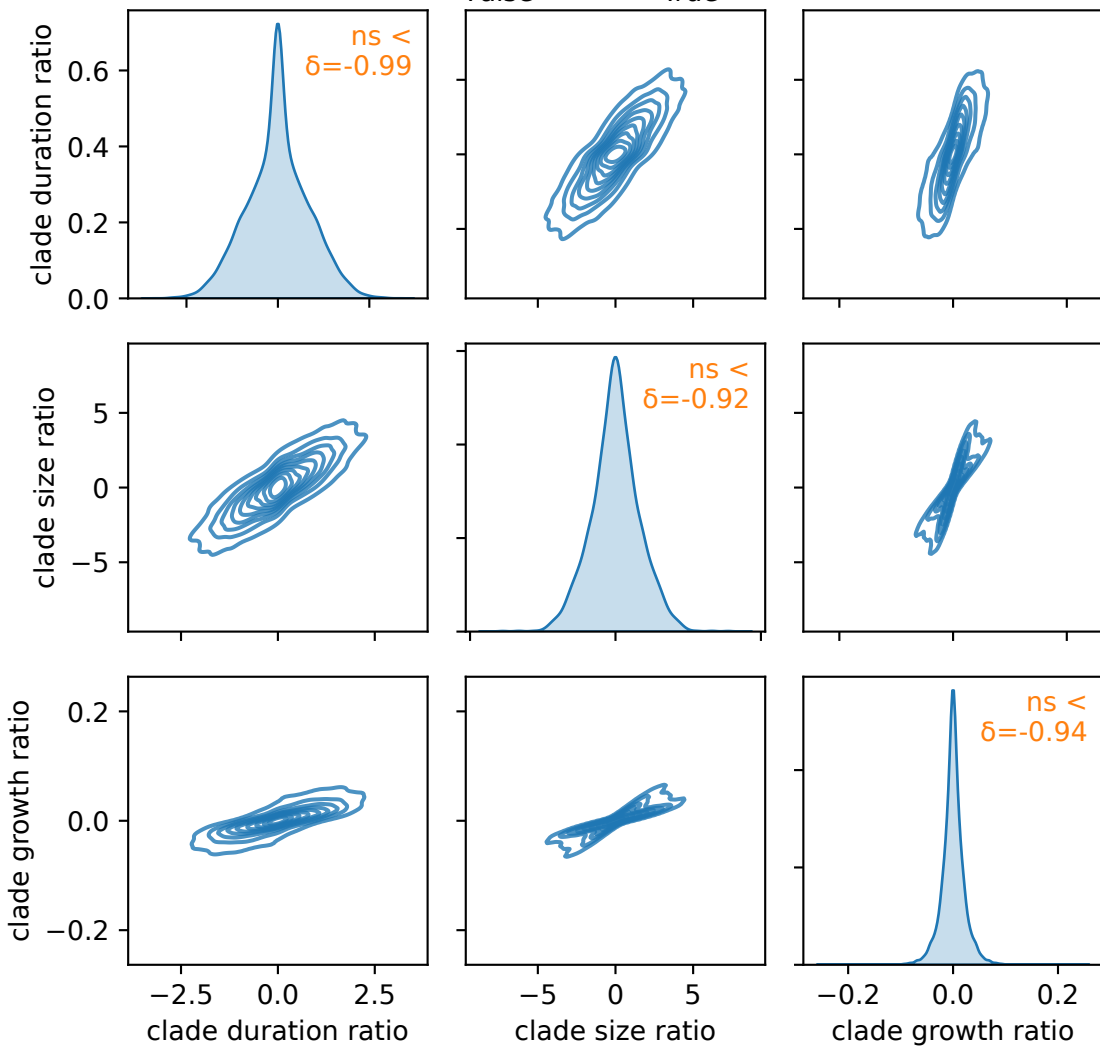 clade duration ratio
0.6
0.4
0.2
0.0
ns <
δ=-0.99
clade size ratio
5
0
−5
ns <
δ=-0.92
clade growth ratio
0.2
0.0
−0.2
ns <
δ=-0.94
−2.5 0.0 2.5
clade duration ratio
−5 0 5
clade size ratio
−0.2 0.0 0.2
clade growth ratio